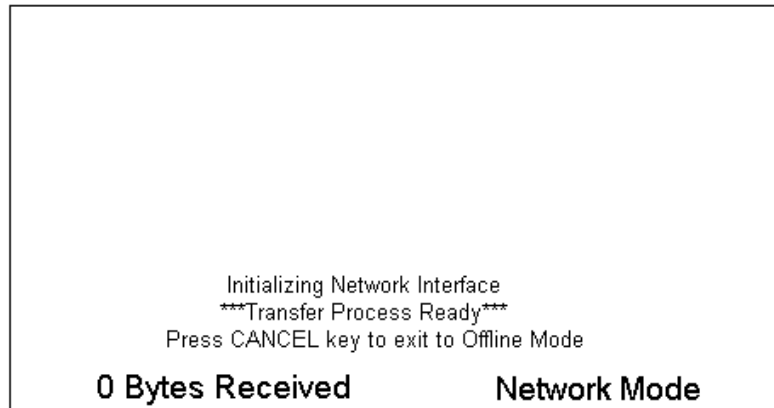 Initializing Network Interface
***Transfer Process Ready***
Press CANCEL key to exit to Offline Mode
0 Bytes Received Network Mode